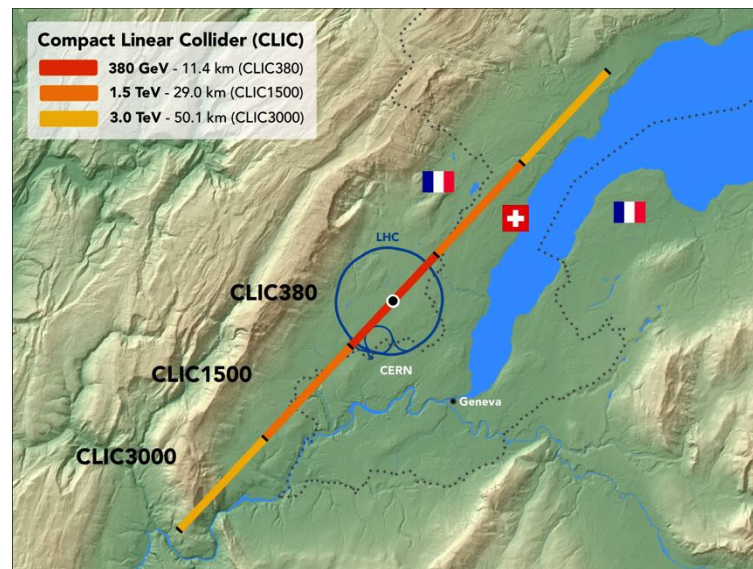 Compact Linear Collider (CLIC)
380 GeV - 11.4 km (CLIC380)
1.5 TeV - 29.0 km (CLIC1500)
3.0 TeV - 50.1 km (CLIC3000)
LHC
CLIC380
CLIC1500
CERN
Geneva
CLIC3000